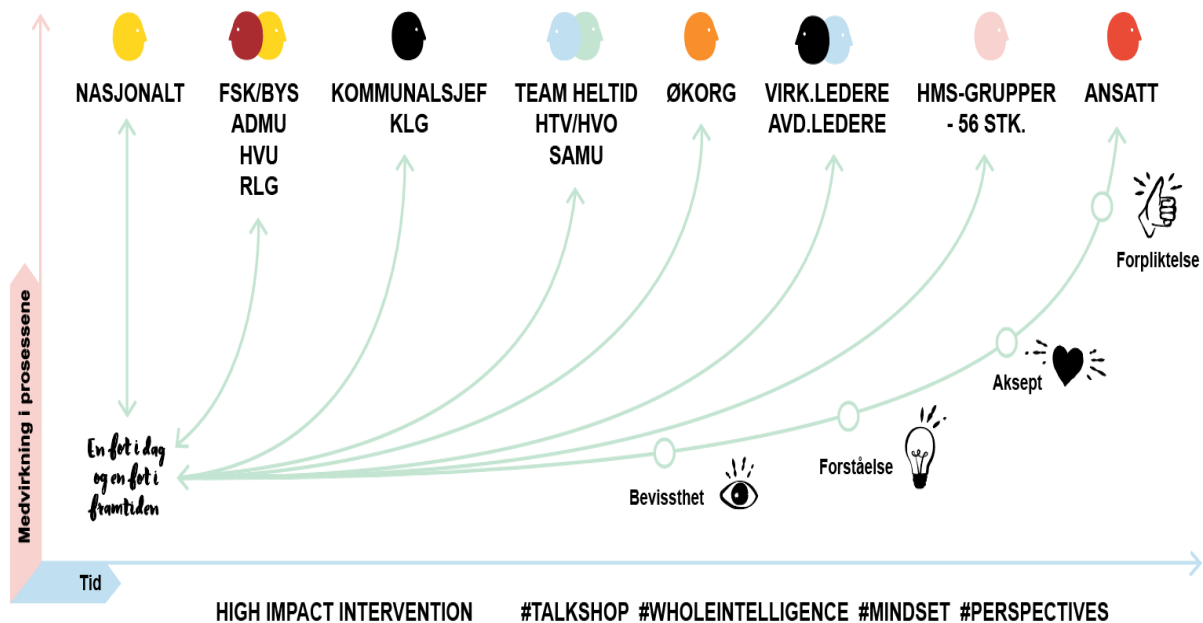 NASJONALT
FSK/BYS
ADMU
HVU
RLG
KOMMUNALSJEF
KLG
TEAM HELTID
HTV/HVO
SAMU
ØKORG
VIRK.LEDERE
AVD.LEDERE
HMS-GRUPPER
- 56 STK.
ANSATT
Medvirkning i prosessene
Forpliktelse
Aksept
Forståelse
Bevissthet
En fot i dag
og en fot i
framtiden
Tid
HIGH IMPACT INTERVENTION #TALKSHOP #WHOLEINTELLIGENCE #MINDSET #PERSPECTIVES